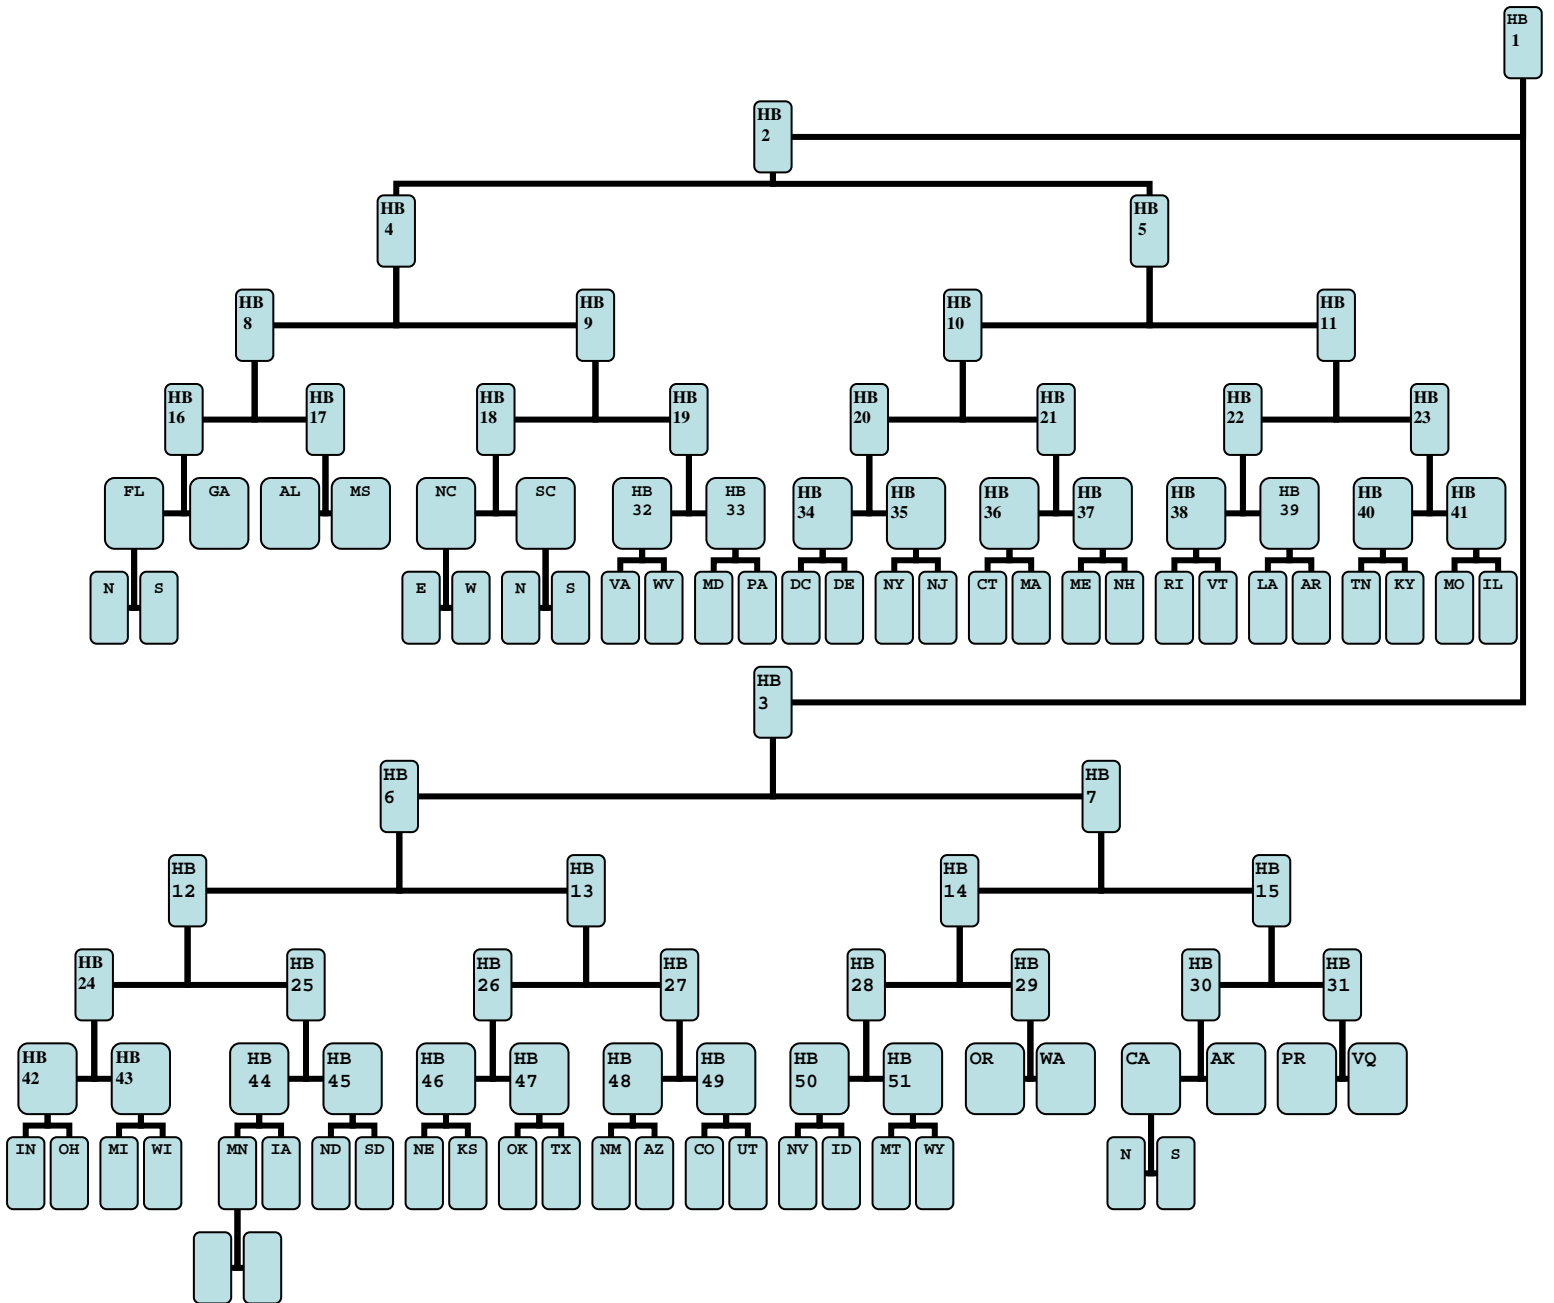 HB
1
HB
2
HB
4
HB
5
HB
8
HB
9
HB
10
HB
11
HB
16
HB
17
HB
18
HB
19
HB
20
HB
21
HB
22
HB
23
FL
GA
AL
MS
NC
SC
HB
32
HB
33
HB
34
HB
35
HB
36
HB
37
HB
38
HB
39
HB
40
HB
41
N
S
E
W
N
S
VA
WV
MD
PA
DC
DE
NY
NJ
CT
MA
ME
NH
RI
VT
LA
AR
TN
KY
MO
IL
HB
3
HB
6
HB
7
HB
12
HB
13
HB
14
HB
15
HB
24
HB
25
HB
26
HB
27
HB
28
HB
29
HB
30
HB
31
HB
42
HB
43
HB
44
HB
45
HB
46
HB
47
HB
48
HB
49
HB
50
HB
51
OR
WA
CA
AK
PR
VQ
IN
OH
MI
WI
MN
IA
ND
SD
NE
KS
OK
TX
NM
AZ
CO
UT
NV
ID
MT
WY
N
S